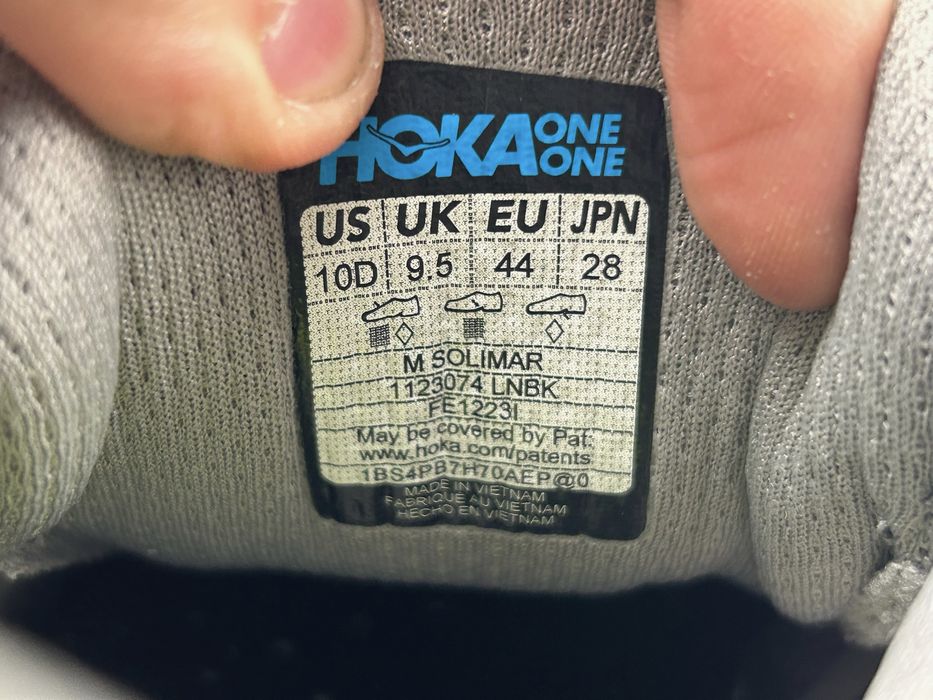 HOKA ONE ONE
US UK EU JPN
10D 9.5 44 28
M SOLIMAR
1123074 LNBK
FE1223I
May be covered by Pat:
www.hoka.com/patents
1BS4PB7H70AEP@0
MADE IN VIETNAM
FABRIQUÉ AU VIETNAM
HECHO EN VIETNAM